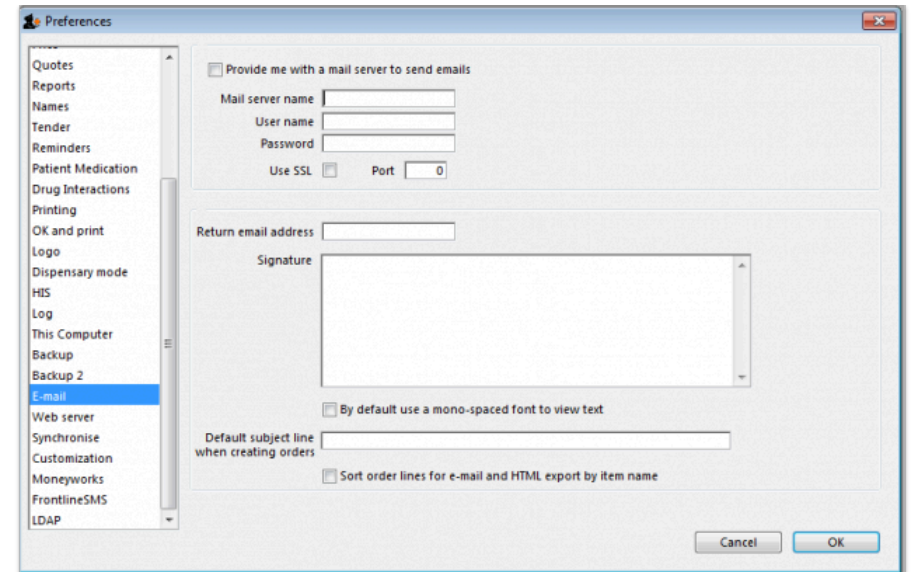 Preferences
Quotes
Reports
Names
Tender
Reminders
Patient Medication
Drug Interactions
Printing
OK and print
Logo
Dispensary mode
HIS
Log
This Computer
Backup
Backup 2
E-mail
Web server
Synchronise
Customization
Moneyworks
FrontlineSMS
LDAP
Provide me with a mail server to send emails
Mail server name
User name
Password
Use SSL Port 0
Return email address
Signature
By default use a mono-spaced font to view text
Default subject line
when creating orders
Sort order lines for e-mail and HTML export by item name
Cancel OK